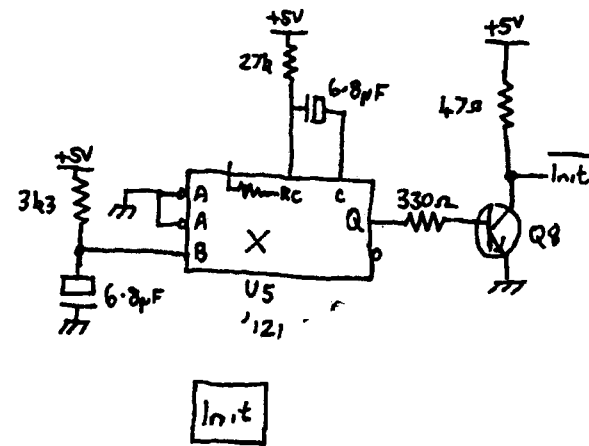 +5V
27k
6.8µF
+5V
47Ω
Init
+5V
3k3
A
A
B
RC
C
Q
X
330Ω
Q8
6.8µF
U5
'121
Init